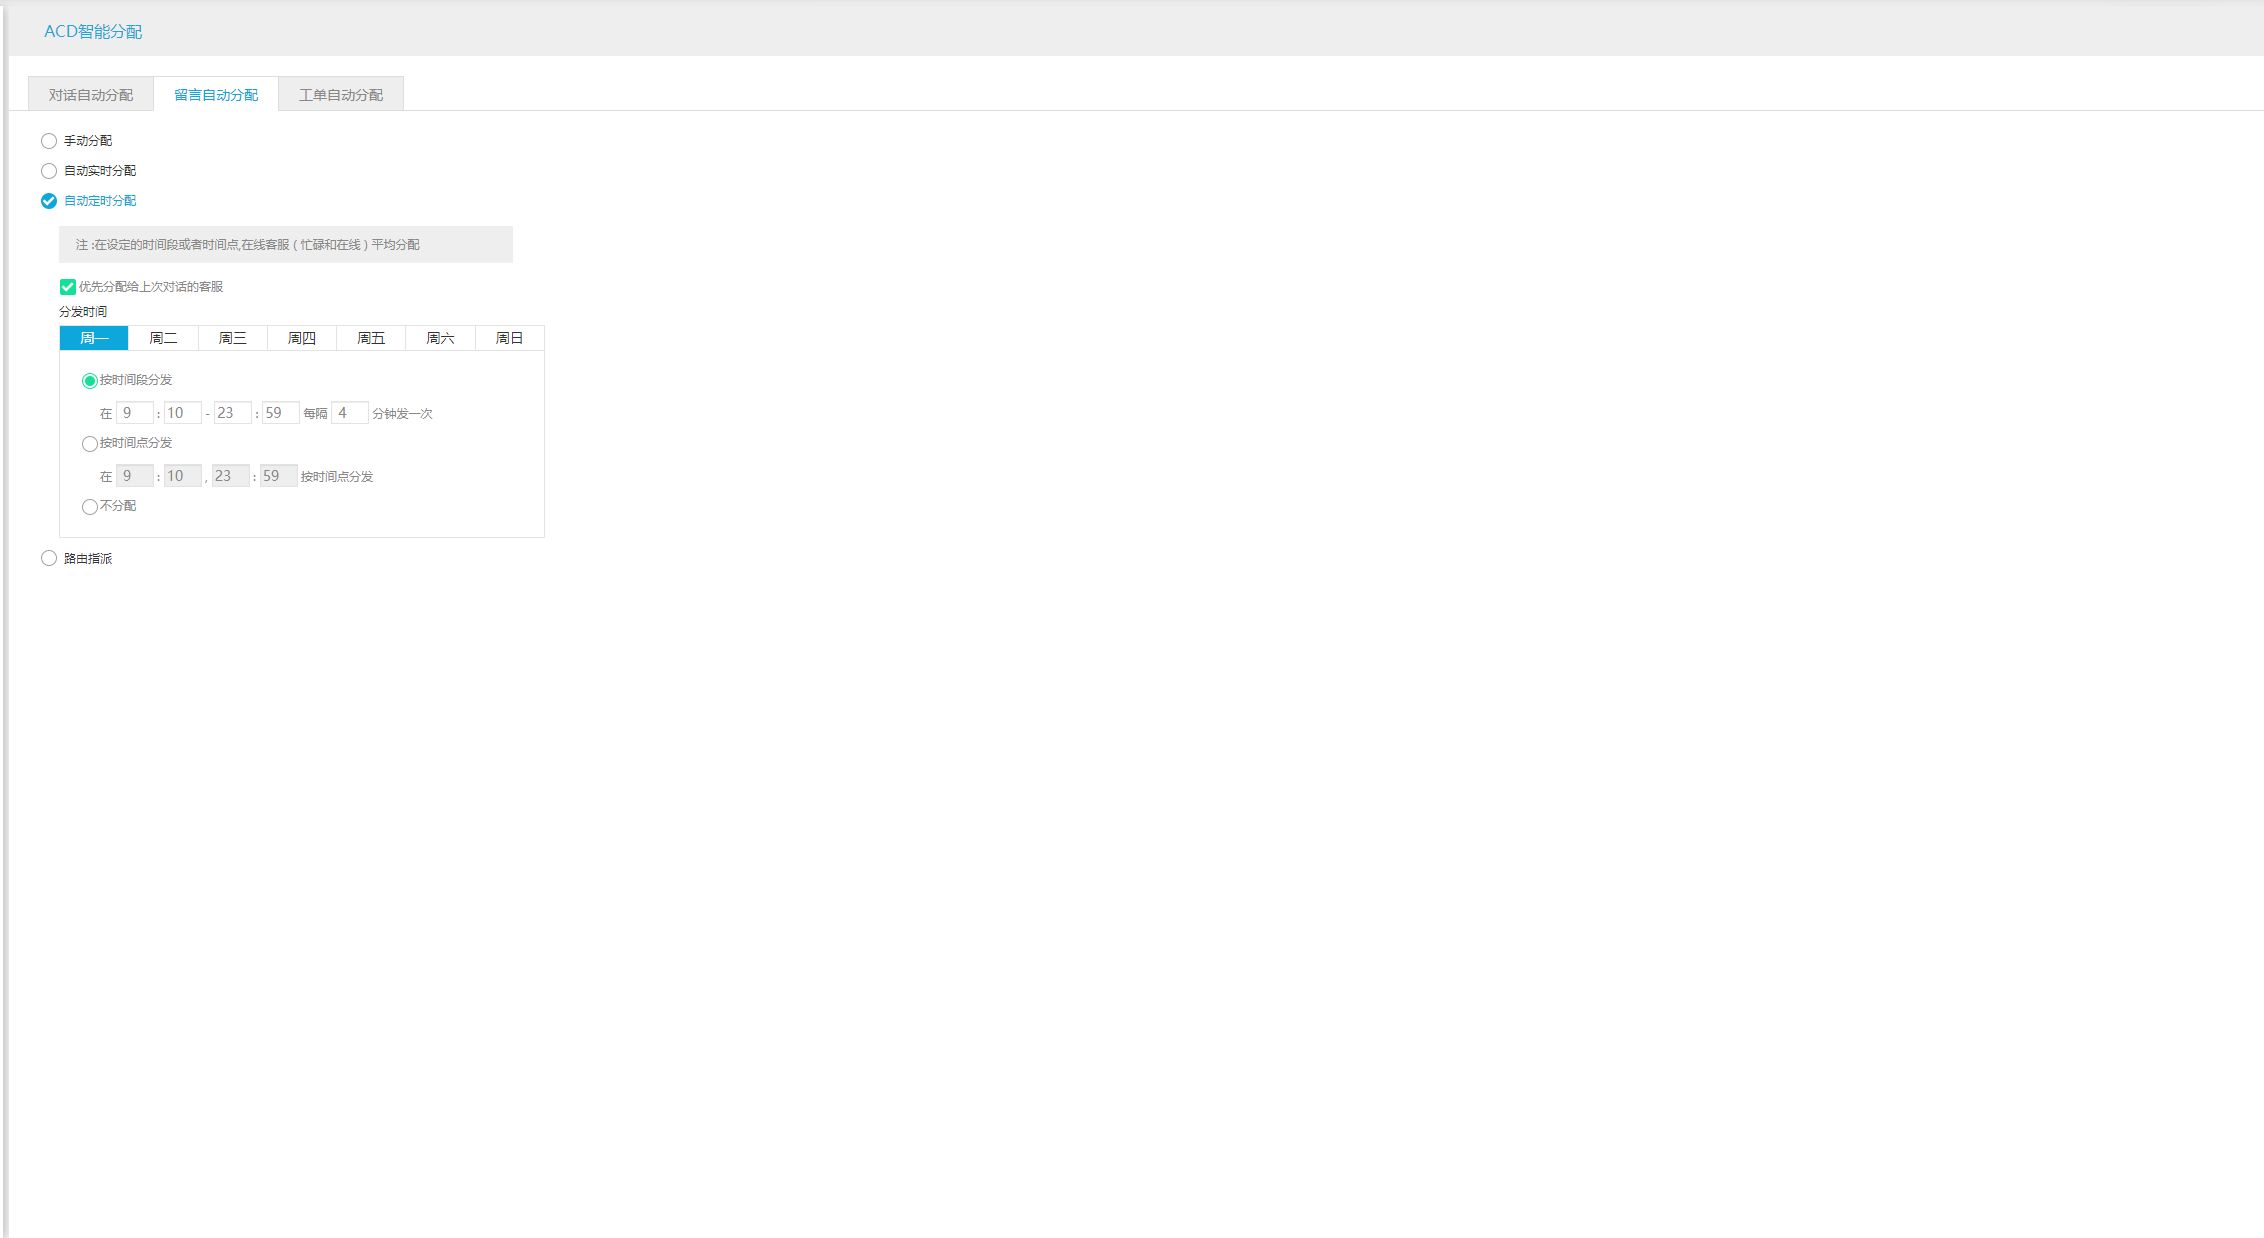 ACD智能分配
对话自动分配 留言自动分配 工单自动分配
手动分配
自动实时分配
自动定时分配
注 :在设定的时间段或者时间点,在线客服 ( 忙碌和在线 ) 平均分配
优先分配给上次对话的客服
分发时间
周一 周二 周三 周四 周五 周六 周日
按时间段分发
在 9 : 10 - 23 : 59 每隔 4 分钟发一次
按时间点分发
在 9 : 10 , 23 : 59 按时间点分发
不分配
路由指派